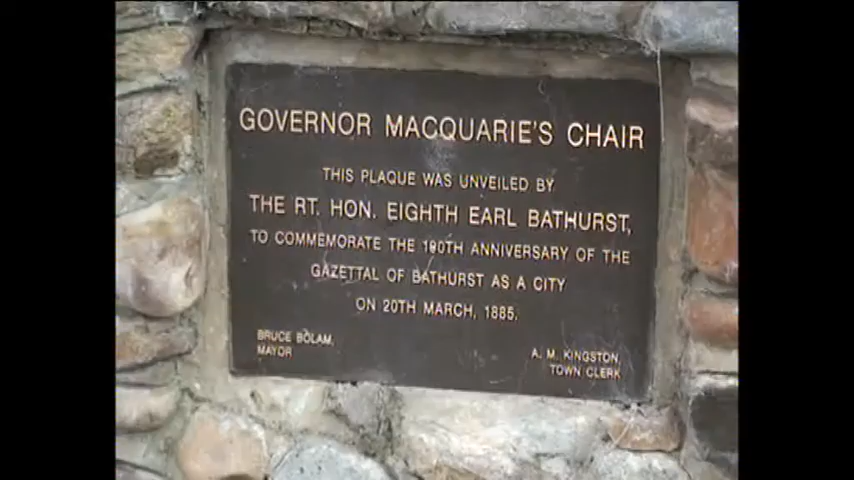 GOVERNOR MACQUARIE'S CHAIR
THIS PLAQUE WAS UNVEILED BY
THE RT. HON. EIGHTH EARL BATHURST,
TO COMMEMORATE THE 100TH ANNIVERSARY OF THE
GAZETTAL OF BATHURST AS A CITY
ON 20TH MARCH, 1885.
BRUCE BOLAM,
MAYOR
A. M. KINGSTON
TOWN CLERK